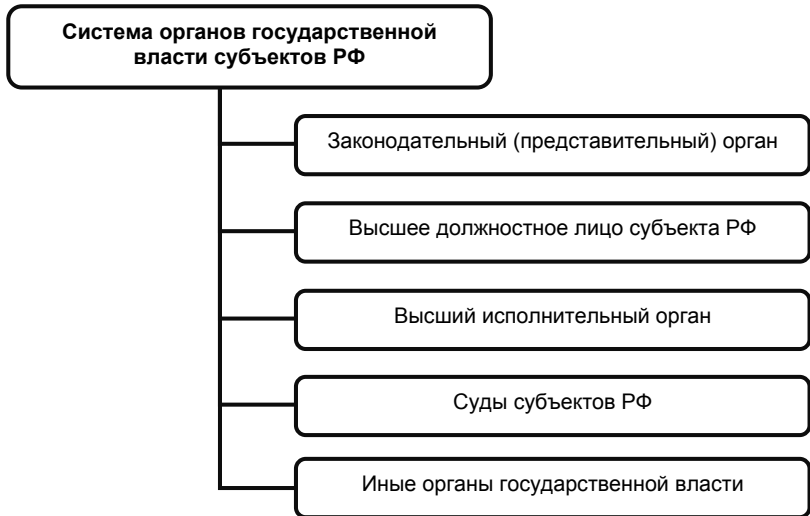 Система органов государственной
власти субъектов РФ
Законодательный (представительный) орган
Высшее должностное лицо субъекта РФ
Высший исполнительный орган
Суды субъектов РФ
Иные органы государственной власти